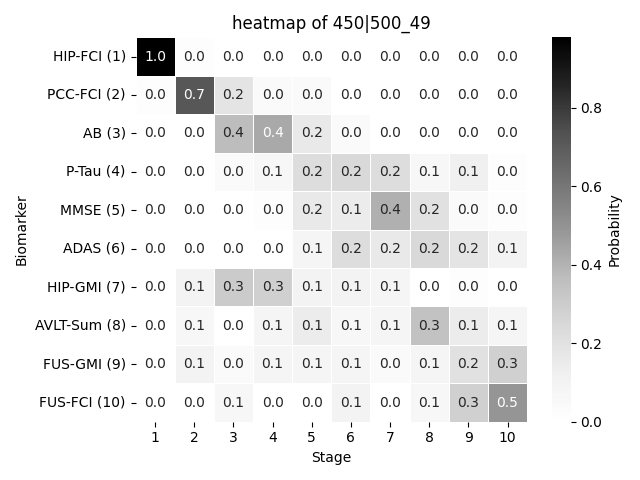 heatmap of 450|500_49
HIP-FCI (1) 1.0 0.0 0.0 0.0 0.0 0.0 0.0 0.0 0.0 0.0
PCC-FCI (2) 0.0 0.7 0.2 0.0 0.0 0.0 0.0 0.0 0.0 0.0
AB (3) 0.0 0.0 0.4 0.4 0.2 0.0 0.0 0.0 0.0 0.0
P-Tau (4) 0.0 0.0 0.0 0.1 0.2 0.2 0.2 0.1 0.1 0.0
MMSE (5) 0.0 0.0 0.0 0.0 0.2 0.1 0.4 0.2 0.0 0.0
ADAS (6) 0.0 0.0 0.0 0.0 0.1 0.2 0.2 0.2 0.2 0.1
HIP-GMI (7) 0.0 0.1 0.3 0.3 0.1 0.1 0.1 0.0 0.0 0.0
AVLT-Sum (8) 0.0 0.1 0.0 0.1 0.1 0.1 0.1 0.3 0.1 0.1
FUS-GMI (9) 0.0 0.1 0.0 0.1 0.1 0.1 0.0 0.1 0.2 0.3
FUS-FCI (10) 0.0 0.0 0.1 0.0 0.0 0.1 0.0 0.1 0.3 0.5
1 2 3 4 5 6 7 8 9 10
Stage
Biomarker
0.8
0.6
0.4
0.2
0.0
Probability